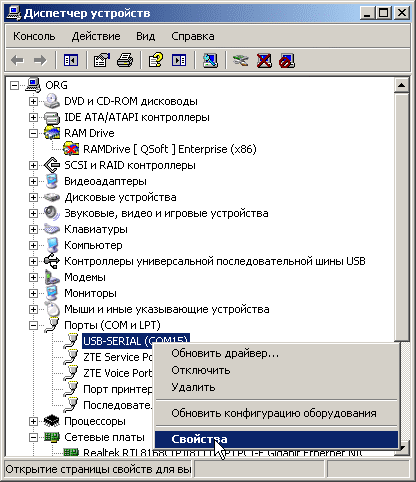 Диспетчер устройств
Консоль Действие Вид Справка
ORG
DVD и CD-ROM дисководы
IDE ATA/ATAPI контроллеры
RAM Drive
RAMDrive [ QSoft ] Enterprise (x86)
SCSI и RAID контроллеры
Видеоадаптеры
Дисковые устройства
Звуковые, видео и игровые устройства
Клавиатуры
Компьютер
Контроллеры универсальной последовательной шины USB
Модемы
Мониторы
Мыши и иные указывающие устройства
Порты (COM и LPT)
USB-SERIAL (COM15)
ZTE Service Po
ZTE Voice Port
Порт принтер
Последовате
Процессоры
Сетевые платы
Обновить драйвер...
Отключить
Удалить
Обновить конфигурацию оборудования
Свойства
Открытие страницы свойств для вы